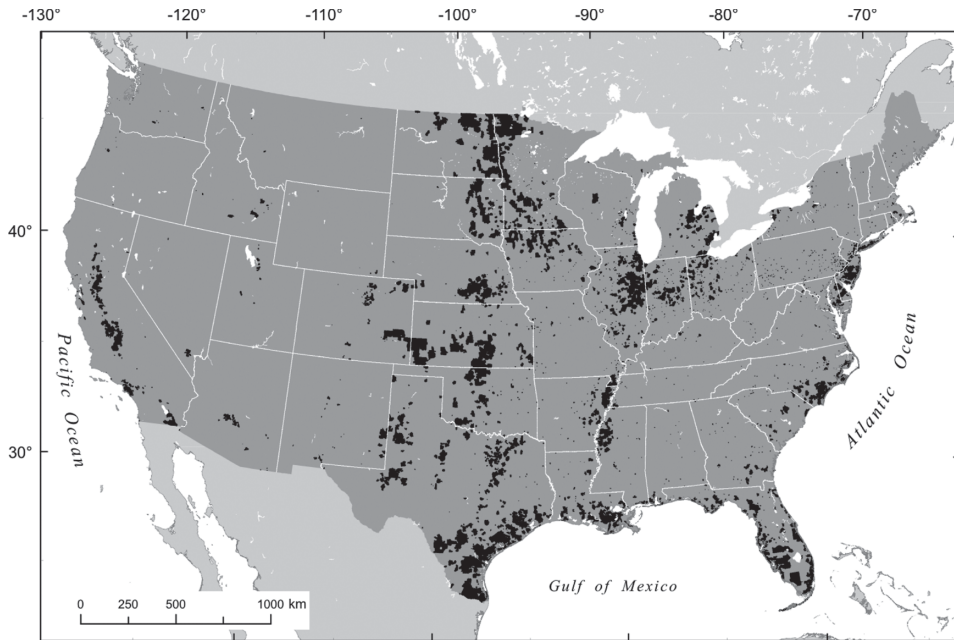 -130° -120° -110° -100° -90° -80° -70°
40°
30°
Pacific Ocean
Atlantic Ocean
Gulf of Mexico
0 250 500 1000 km